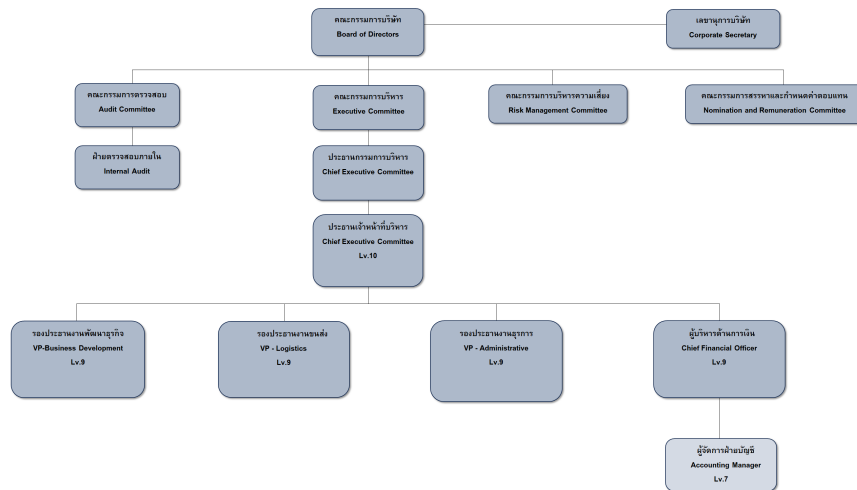 คณะกรรมการบริษัท
Board of Directors
เลขานุการบริษัท
Corporate Secretary
คณะกรรมการตรวจสอบ
Audit Committee
คณะกรรมการบริหาร
Executive Committee
คณะกรรมการบริหารความเสี่ยง
Risk Management Committee
คณะกรรมการสรรหาและกำหนดค่าตอบแทน
Nomination and Remuneration Committee
ฝ่ายตรวจสอบภายใน
Internal Audit
ประธานกรรมการบริหาร
Chief Executive Committee
ประธานเจ้าหน้าที่บริหาร
Chief Executive Committee
Lv.10
รองประธานงานพัฒนาธุรกิจ
VP-Business Development
Lv.9
รองประธานงานขนส่ง
VP - Logistics
Lv.9
รองประธานงานธุรการ
VP - Administrative
Lv.9
ผู้บริหารด้านการเงิน
Chief Financial Officer
Lv.9
ผู้จัดการฝ่ายบัญชี
Accounting Manager
Lv.7